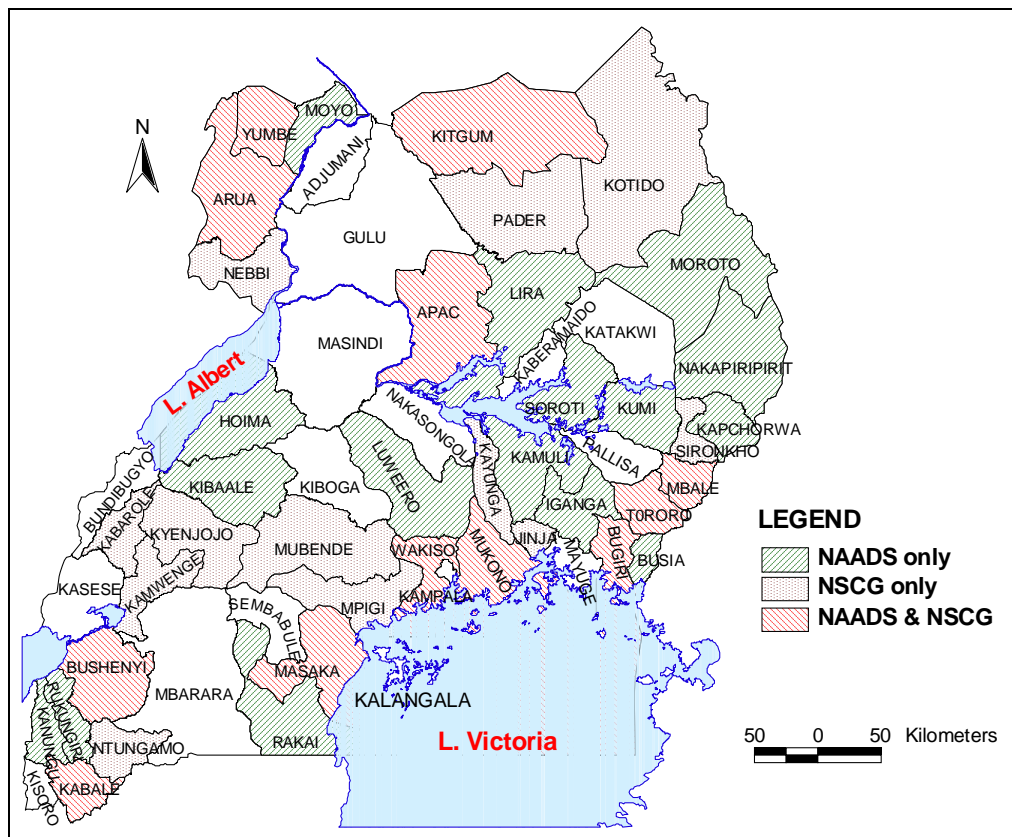 MOYO
YUMBE
N
KITGUM
ADJUMANI
KOTIDO
ARUA
PADER
GULU
NEBBI
MOROTO
LIRA
APAC
KATAKWI
KABERAMAIDO
MASINDI
NAKAPIRIPIRIT
L. Albert
NAKASONGOLA
SOROTI
KUMI
HOIMA
KAPCHORWA
SIRONKHO
PALLISA
KAMULI
KAYUNGA
LUWEERO
BUNDIBUGYO
KIBAALE
KIBOGA
MBALE
IGANGA
T0RORO
KABAROLE
KYENJOJO
MUBENDE
WAKISO
MUKONO
JINJA
BUGIRI
BUSIA
MAYUGE
KASESE
KAMWENGE
KAMPALA
SEMBABULE
MPIGI
BUSHENYI
MASAKA
MBARARA
KALANGALA
RUKUNGIRI
KANUNGU
NTUNGAMO
RAKAI
L. Victoria
KISORO
KABALE
LEGEND
NAADS only
NSCG only
NAADS & NSCG
50 0 50 Kilometers